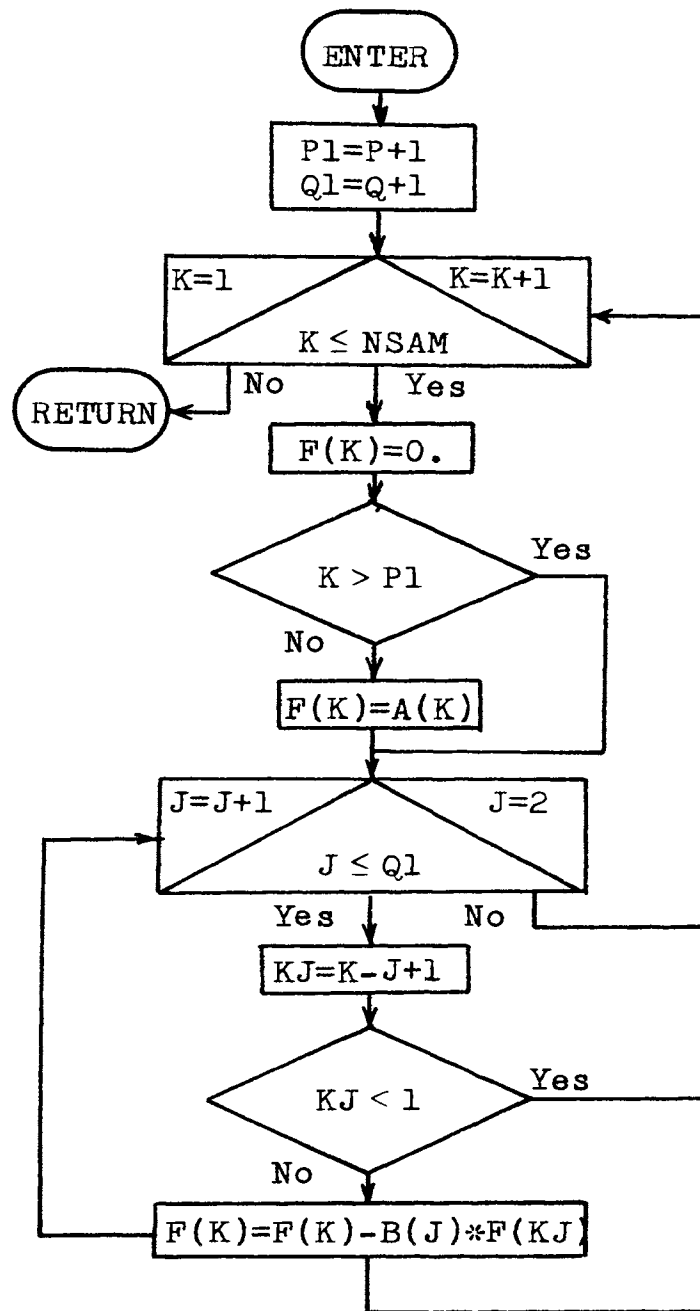 ENTER
P1=P+1
Q1=Q+1
K=1
K=K+1
K ≤ NSAM
No
Yes
RETURN
F(K)=0.
Yes
K > P1
No
F(K)=A(K)
J=J+1
J=2
J ≤ Q1
Yes
No
KJ=K-J+1
Yes
KJ < 1
No
F(K)=F(K)-B(J)*F(KJ)